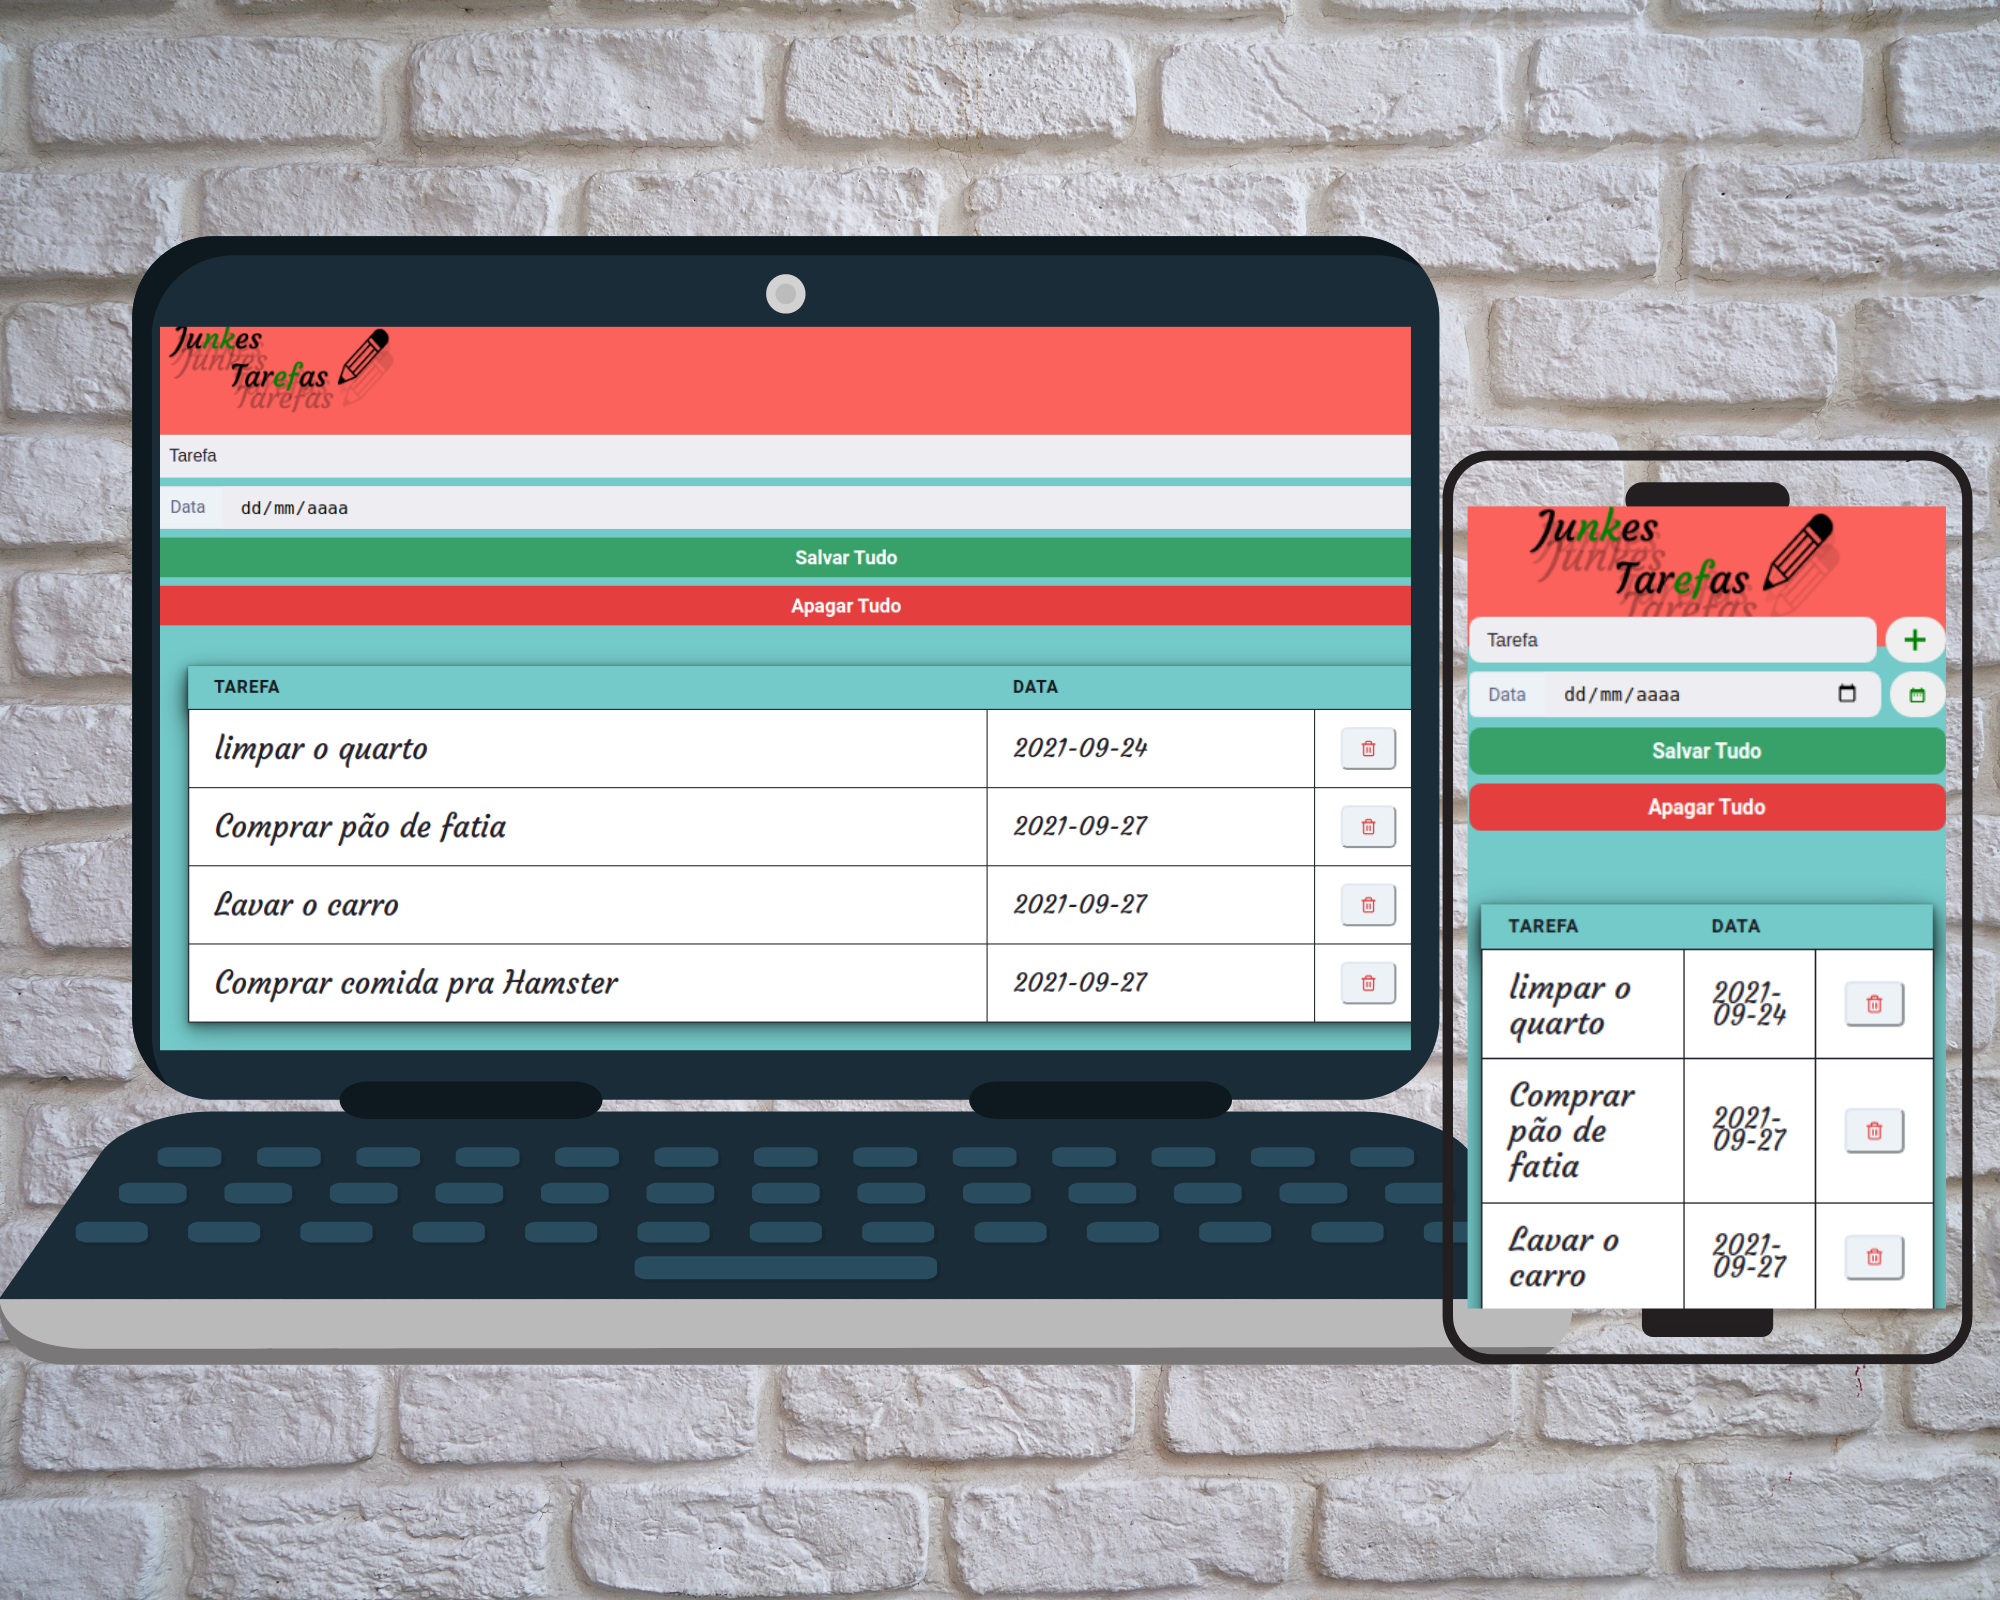 Junkes
Tarefas
Tarefa
Data dd/mm/aaaa
Salvar Tudo
Apagar Tudo
TAREFA DATA
limpar o quarto 2021-09-24
Comprar pão de fatia 2021-09-27
Lavar o carro 2021-09-27
Comprar comida pra Hamster 2021-09-27
Junkes
Tarefas
Tarefa
Data dd/mm/aaaa
Salvar Tudo
Apagar Tudo
TAREFA DATA
limpar o
quarto
2021-
09-24
Comprar
pão de
fatia
2021-
09-27
Lavar o
carro
2021-
09-27